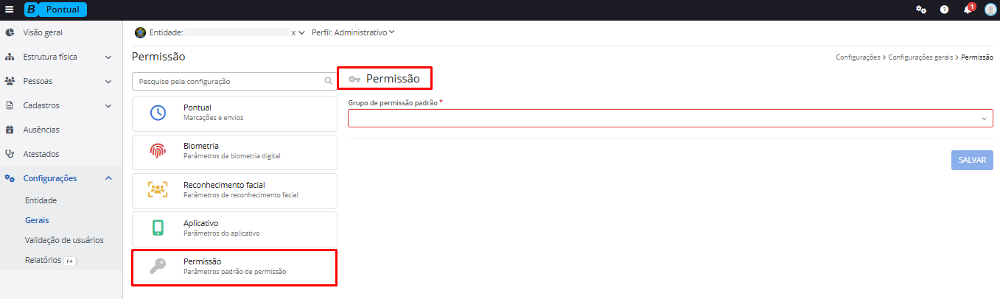 B Pontual
1
Visão geral
Estrutura física
Pessoas
Cadastros
Ausências
Atestados
Configurações
Entidade
Gerais
Validação de usuários
Relatórios F4
Entidade: x Perfil: Administrativo
Permissão
Configurações > Configurações gerais > Permissão
Pesquise pela configuração
Pontual
Marcações e envios
Biometria
Parâmetros da biometria digital
Reconhecimento facial
Parâmetros de reconhecimento facial
Aplicativo
Parâmetros do aplicativo
Permissão
Parâmetros padrão de permissão
Permissão
Grupo de permissão padrão *
SALVAR